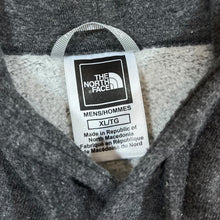 THE
NORTH
FACE
MENS/HOMMES
XL/TG
Made in Republic of
North Macedonia
Fabriqué en République
de Macédoine du Nord